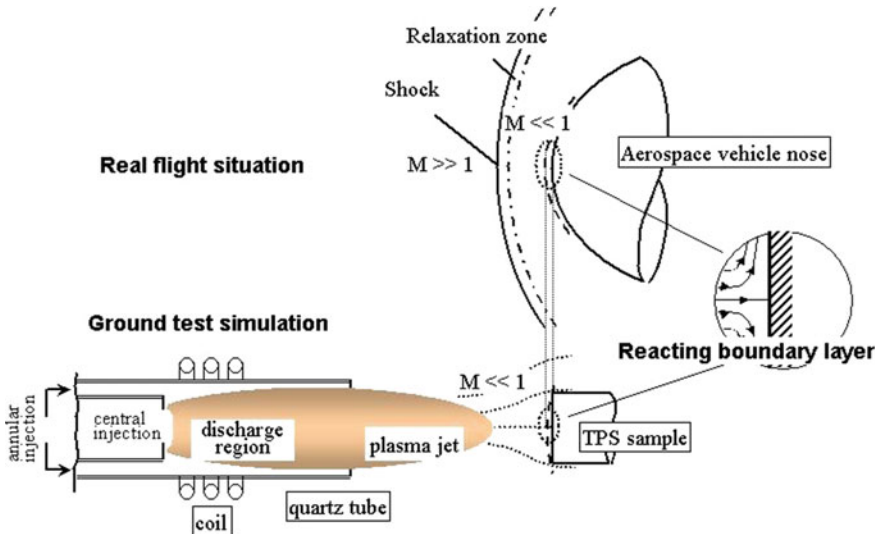 Relaxation zone
Shock
M << 1
Real flight situation
M >> 1
Aerospace vehicle nose
Ground test simulation
Reacting boundary layer
M << 1
annular
injection
central
injection
discharge
region
plasma jet
TPS sample
quartz tube
coil